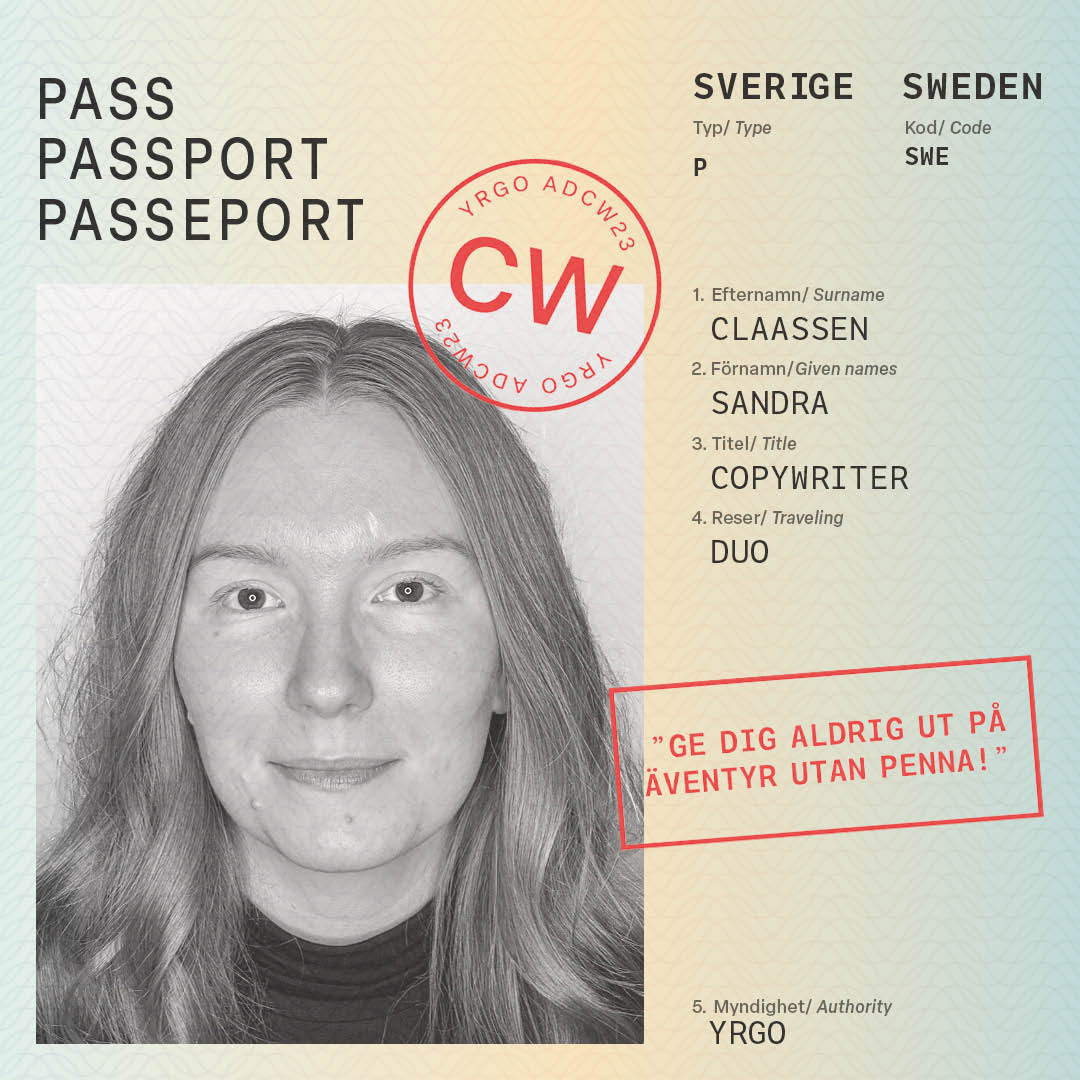 PASS
PASSPORT
PASSEPORT
SVERIGE SWEDEN
Typ/ Type Kod/ Code
P SWE
YRGO ADCW23
CW
YRGO ADCW23
1. Efternamn/ Surname
CLAASSEN
2. Förnamn/Given names
SANDRA
3. Titel/ Title
COPYWRITER
4. Reser/ Traveling
DUO
”GE DIG ALDRIG UT PÅ
ÄVENTYR UTAN PENNA!”
5. Myndighet/ Authority
YRGO